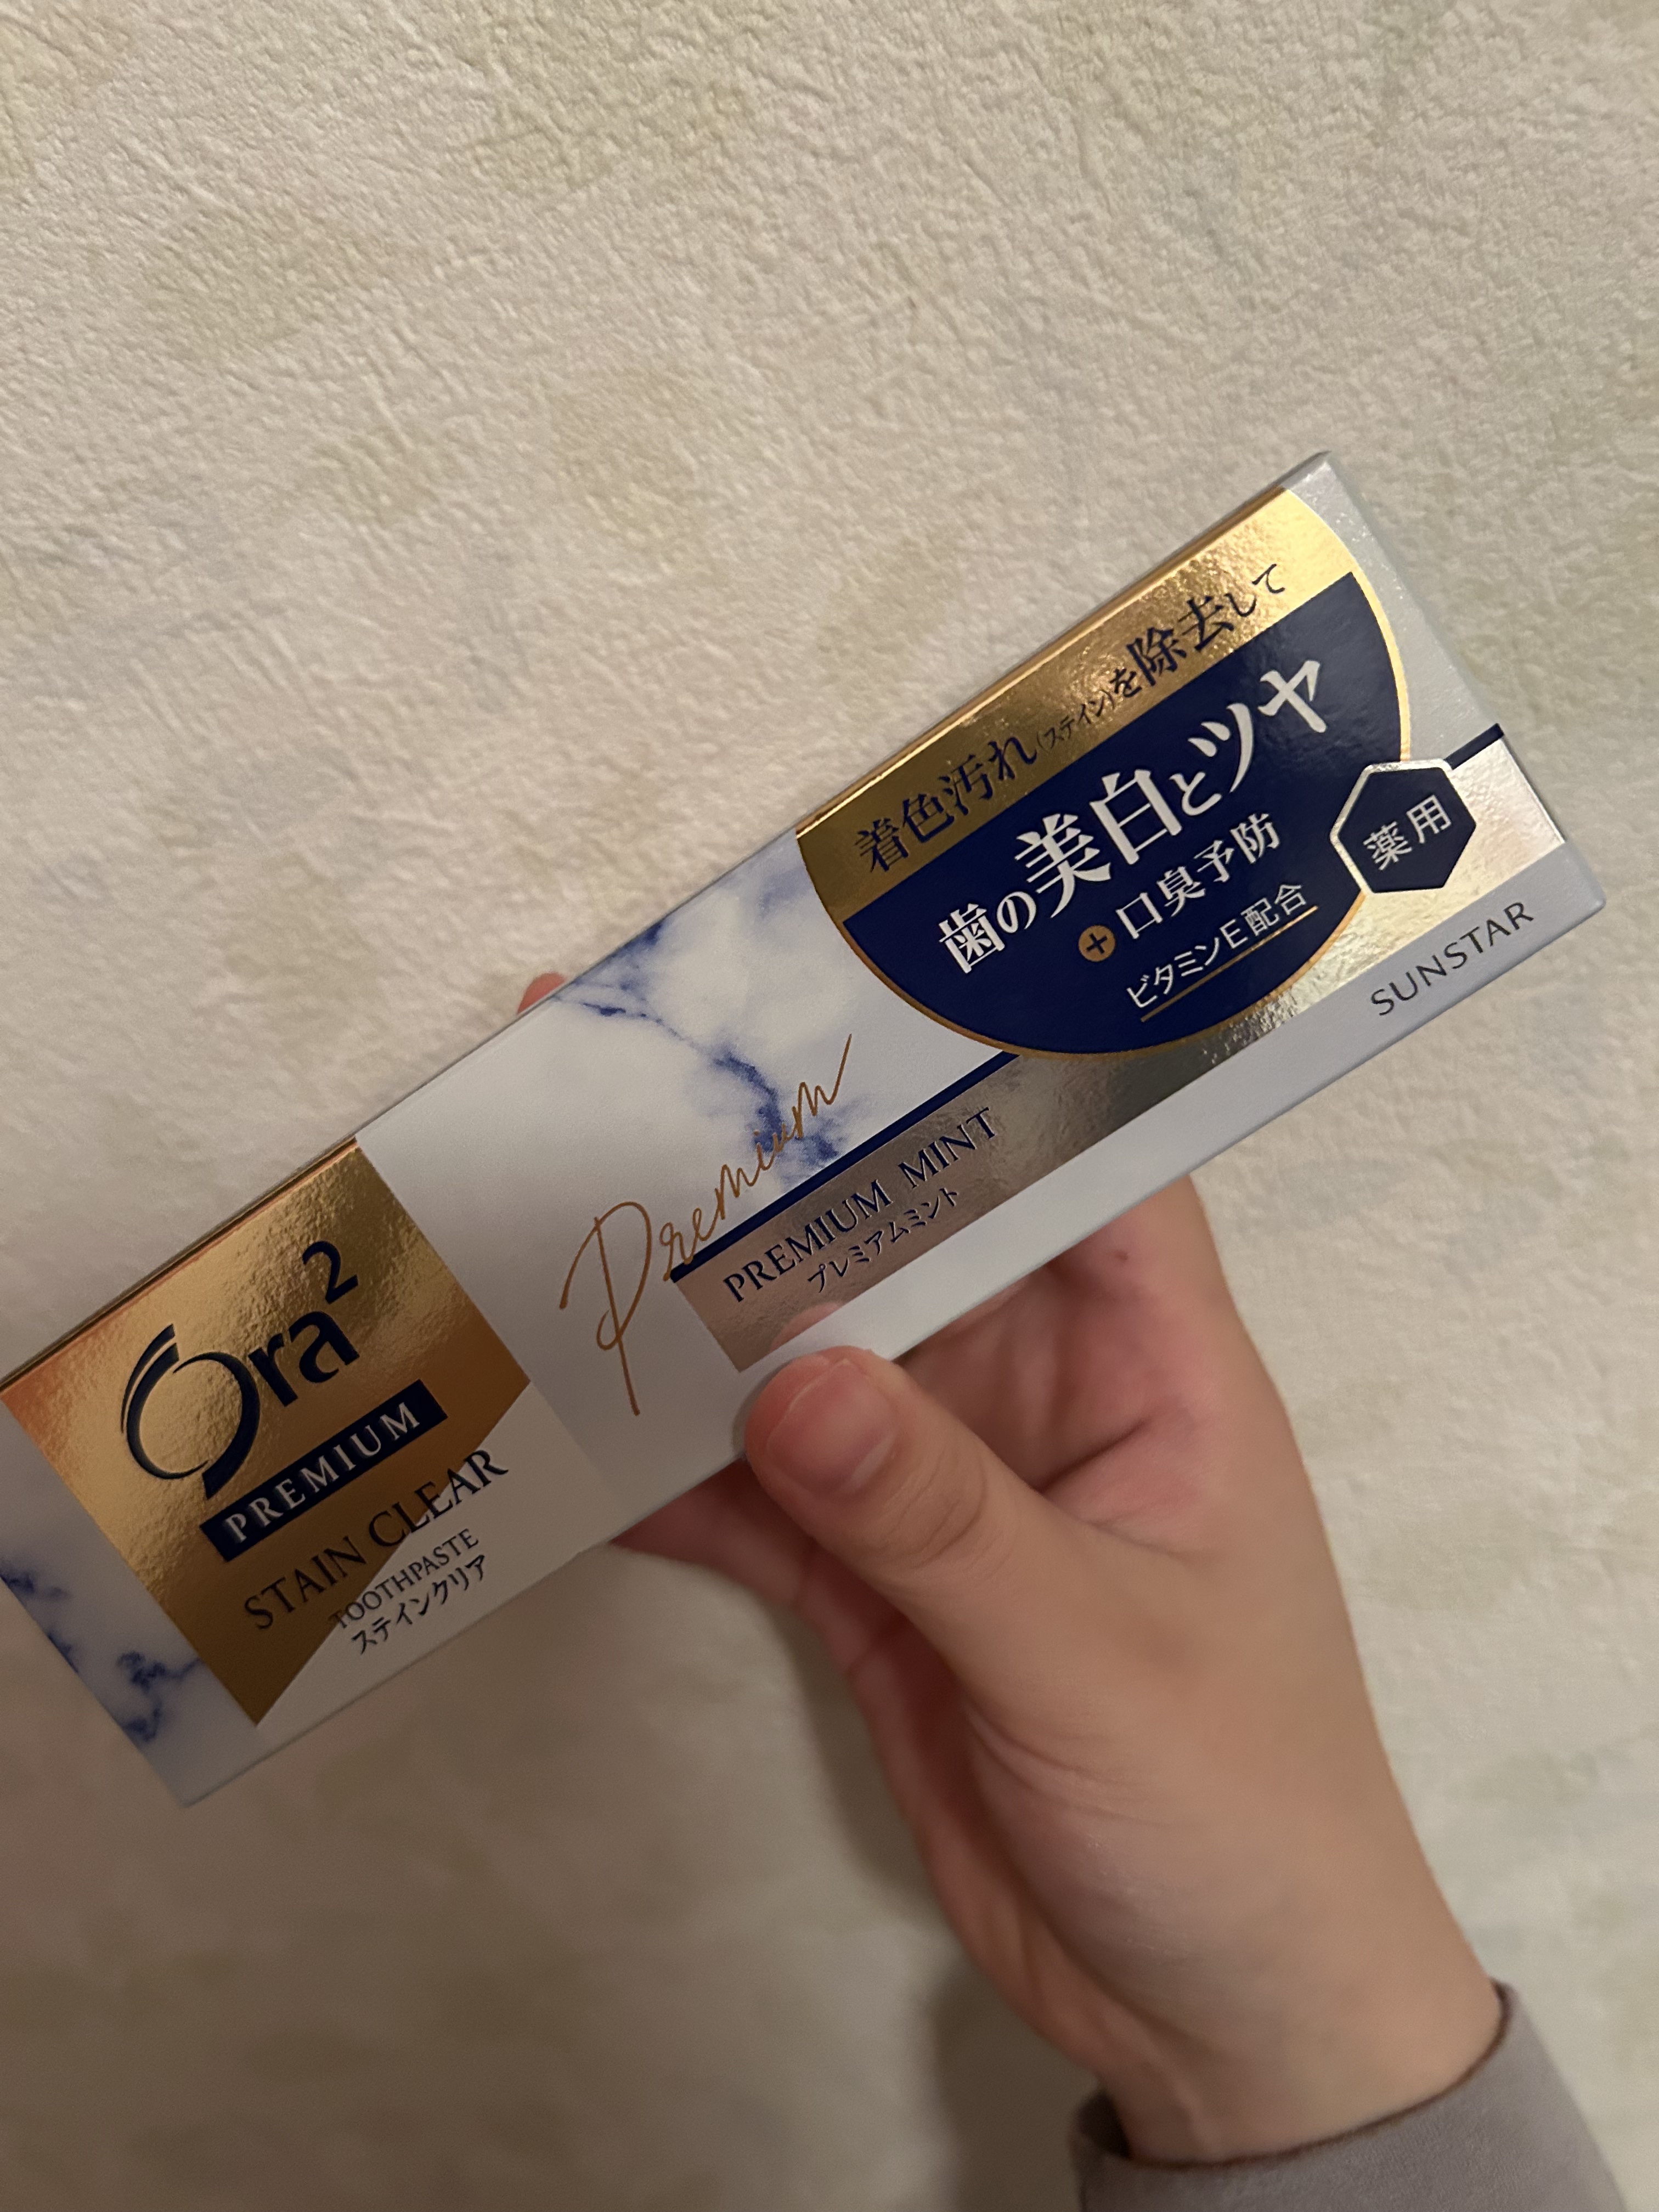 Ora²
PREMIUM
STAIN CLEAR
TOOTHPASTE
ステインクリア
Premium
PREMIUM MINT
プレミアムミント
着色汚れ(ステイン)を除去して
歯の美白とツヤ
+口臭予防
ビタミンE配合
薬用
SUNSTAR